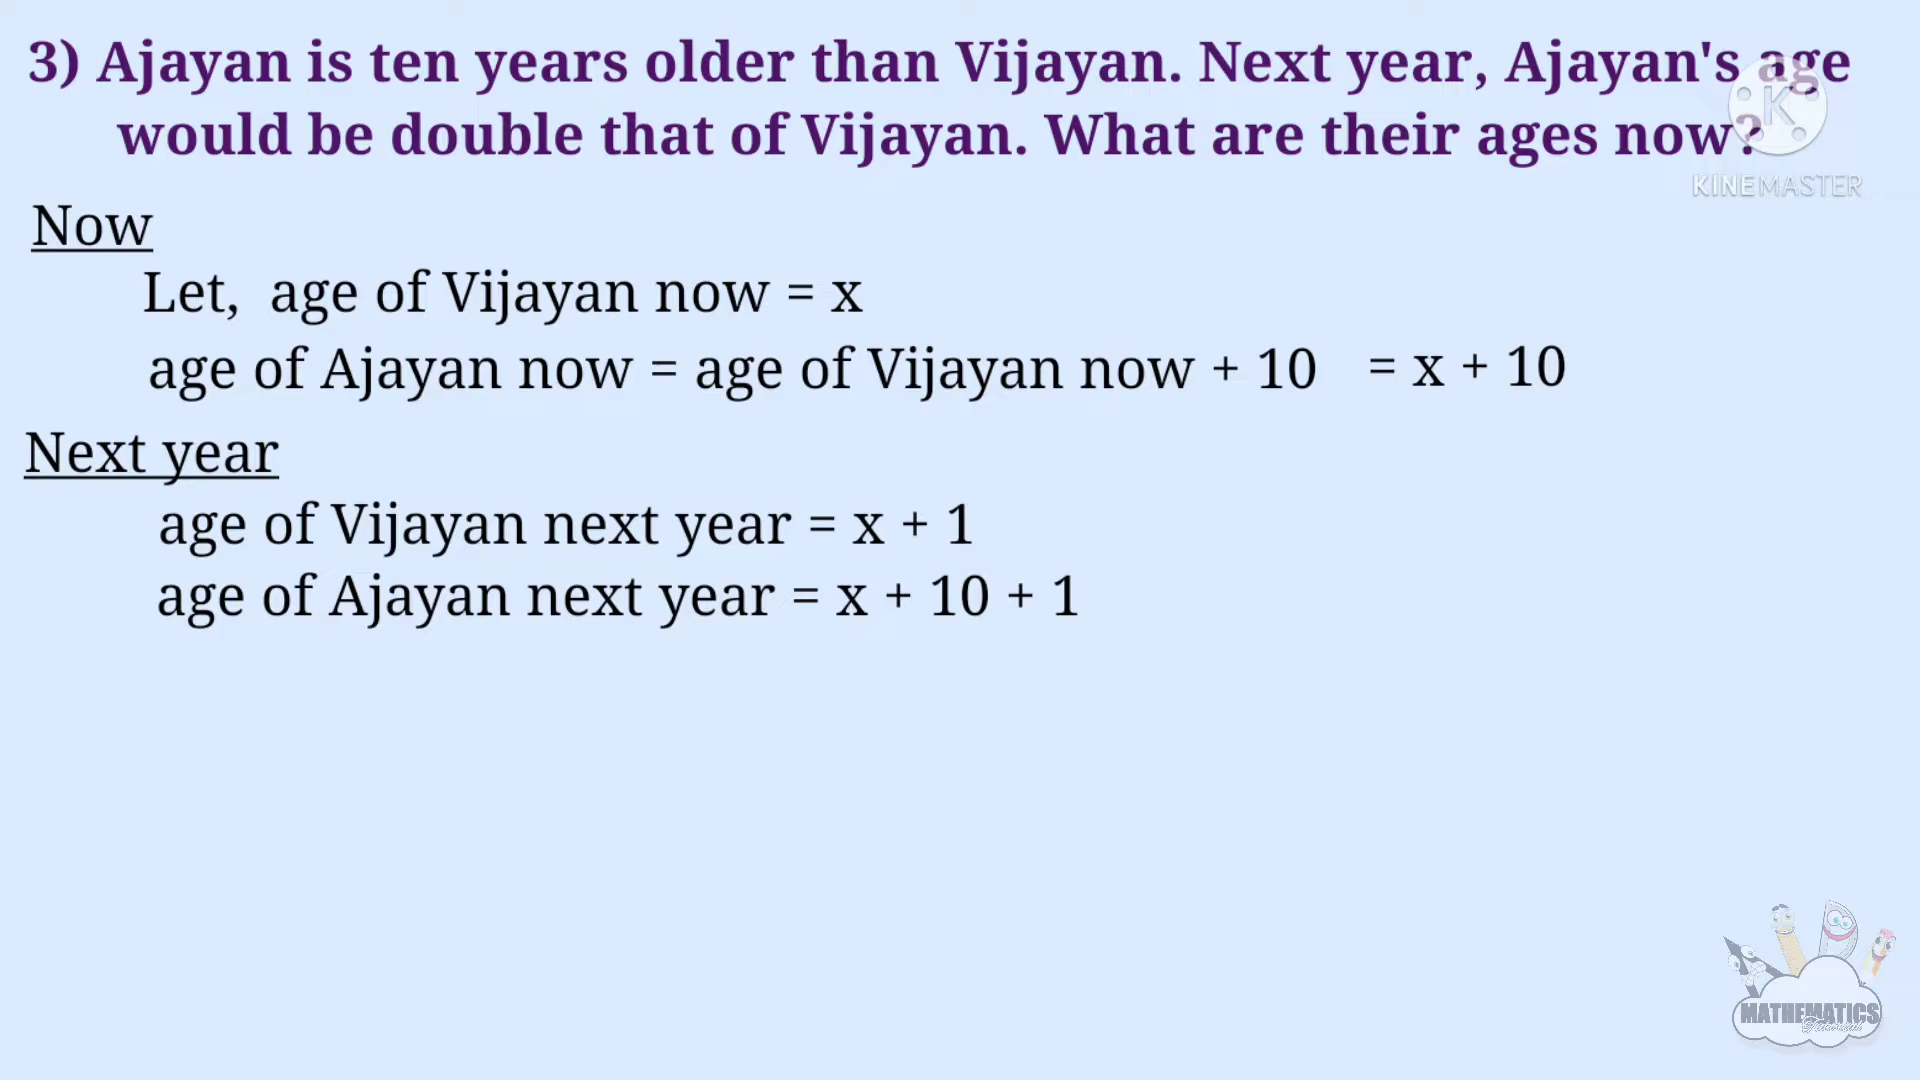 3) Ajayan is ten years older than Vijayan. Next year, Ajayan's age
would be double that of Vijayan. What are their ages now?
KINEMASTER
Now
Let, age of Vijayan now = x
age of Ajayan now = age of Vijayan now + 10 = x + 10
Next year
age of Vijayan next year = x + 1
age of Ajayan next year = x + 10 + 1
MATHEMATICS